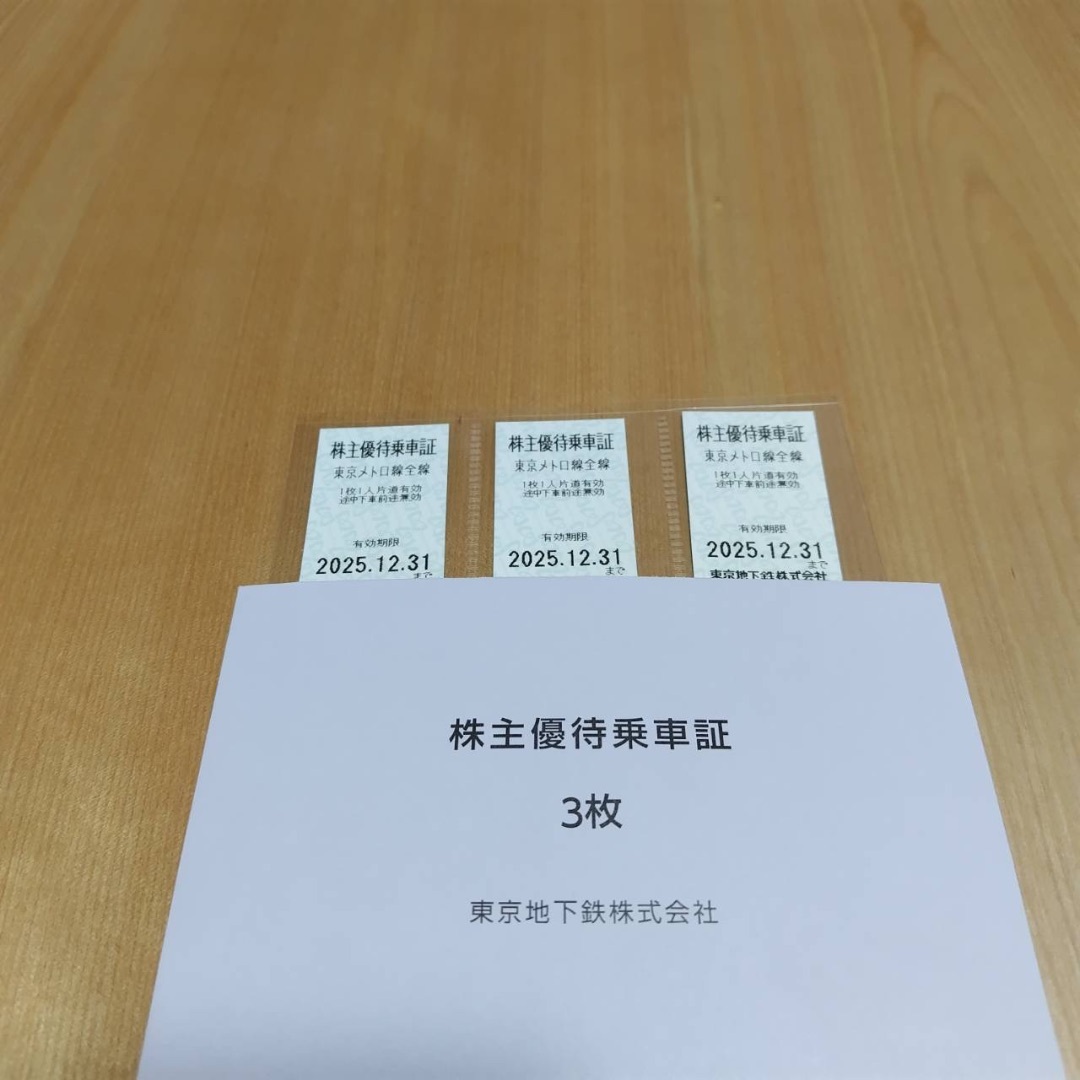 株主優待乗車証
東京メトロ線全線
1枚1人片道有効
途中下車前途無効
有効期限
2025.12.31
まで
株主優待乗車証
東京メトロ線全線
1枚1人片道有効
途中下車前途無効
有効期限
2025.12.31
まで
株主優待乗車証
東京メトロ線全線
1枚1人片道有効
途中下車前途無効
有効期限
2025.12.31
まで
東京地下鉄株式会社
株主優待乗車証
3枚
東京地下鉄株式会社